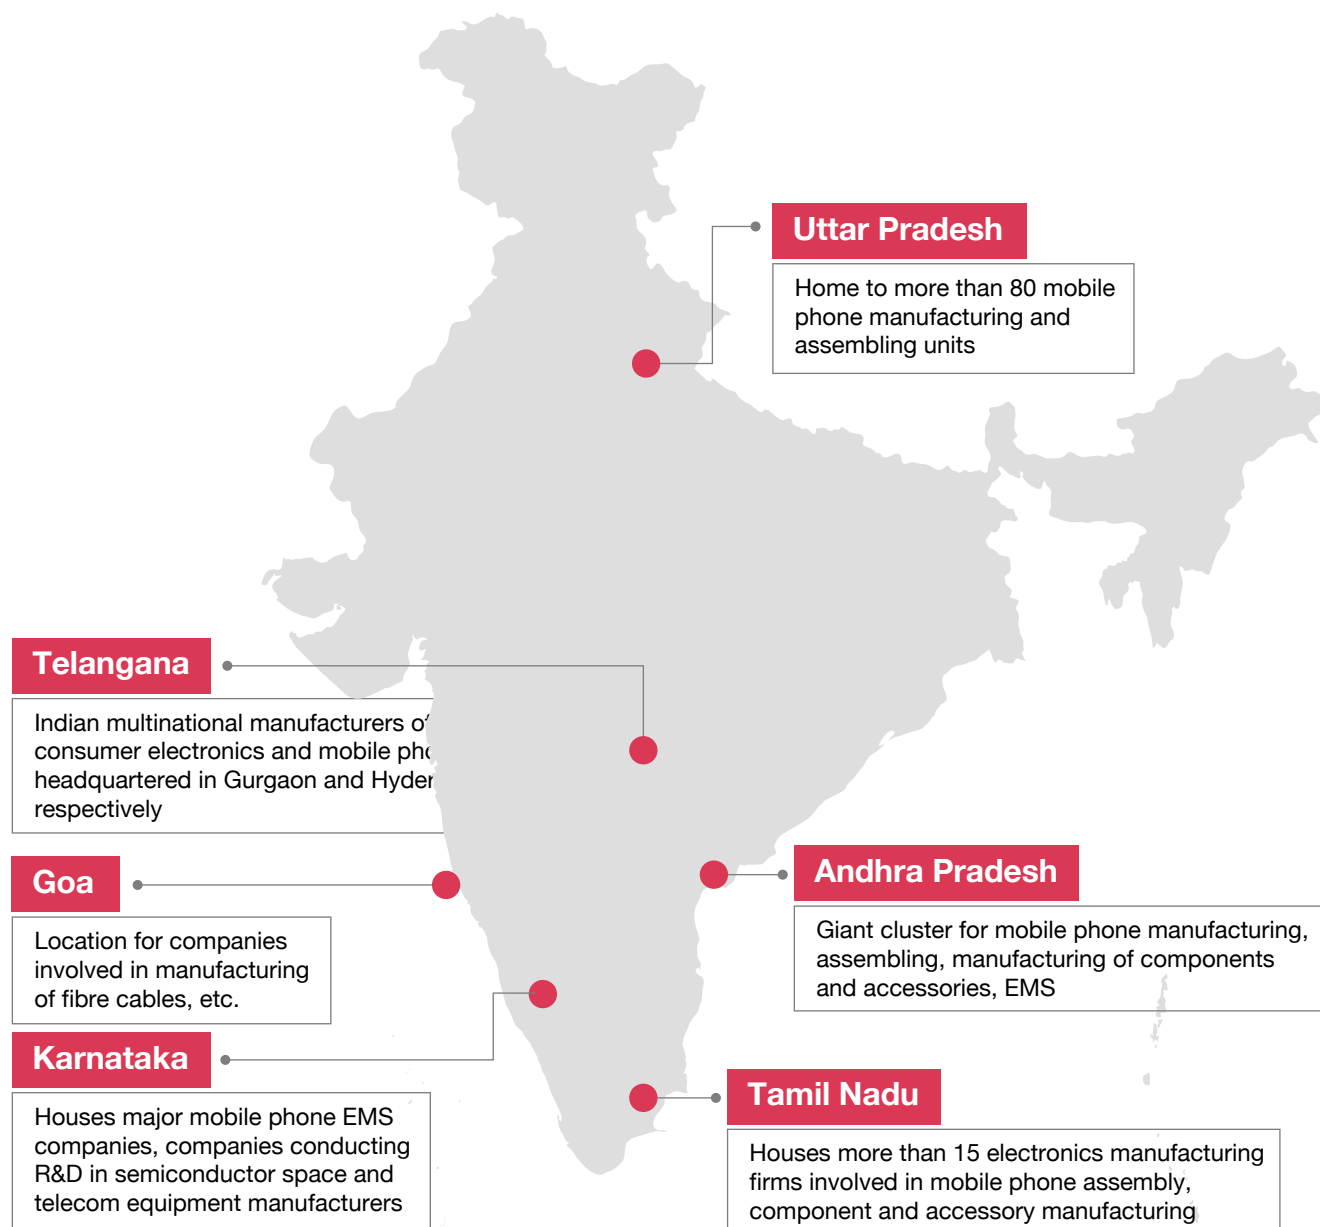 Uttar Pradesh
Home to more than 80 mobile
phone manufacturing and
assembling units
Telangana
Indian multinational manufacturers of
consumer electronics and mobile
headquartered in Gurgaon and
respectively
Goa
Location for companies
involved in manufacturing
of fibre cables, etc.
Andhra Pradesh
Giant cluster for mobile phone manufacturing,
assembling, manufacturing of components
and accessories, EMS
Karnataka
Houses major mobile phone EMS
companies, companies conducting
R&D in semiconductor space and
telecom equipment manufacturers
Tamil Nadu
Houses more than 15 electronics manufacturing
firms involved in mobile phone assembly,
component and accessory manufacturing